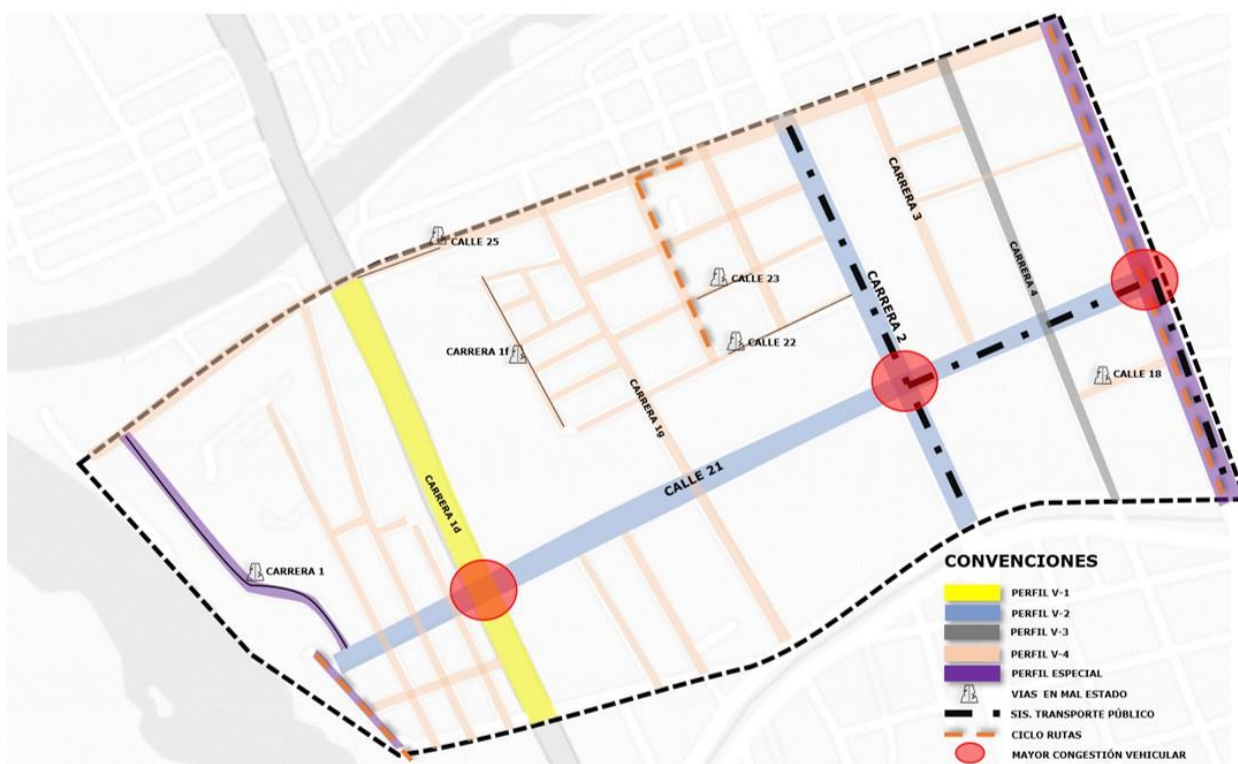 CALLE 25
CARRERA 3
CALLE 23
CARRERA 4
CARRERA 2
CALLE 22
CARRERA 1f
CALLE 18
CARRERA 1g
CALLE 21
CARRERA 1d
CARRERA 1
CONVENCIONES
PERFIL V-1
PERFIL V-2
PERFIL V-3
PERFIL V-4
PERFIL ESPECIAL
VIAS EN MAL ESTADO
SIS. TRANSPORTE PÚBLICO
CICLO RUTAS
MAYOR CONGESTIÓN VEHICULAR